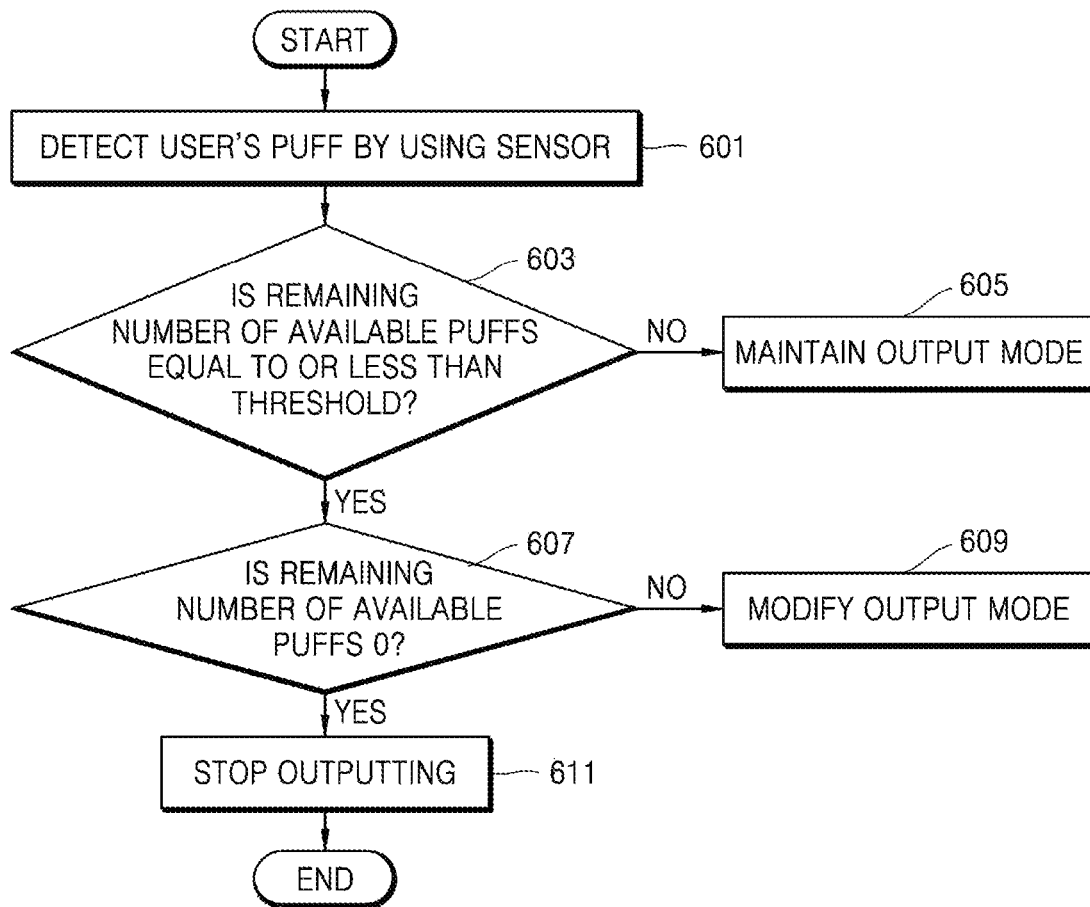 START
DETECT USER'S PUFF BY USING SENSOR
601
603
IS REMAINING
NUMBER OF AVAILABLE PUFFS
EQUAL TO OR LESS THAN
THRESHOLD?
NO
605
MAINTAIN OUTPUT MODE
YES
607
IS REMAINING
NUMBER OF AVAILABLE
PUFFS 0?
NO
609
MODIFY OUTPUT MODE
YES
STOP OUTPUTTING
611
END